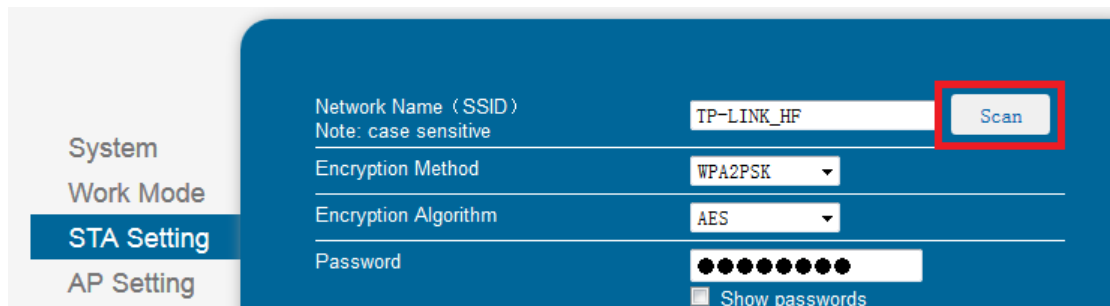 Network Name（SSID）
Note: case sensitive
TP-LINK_HF
Scan
System
Work Mode
STA Setting
AP Setting
Encryption Method
WPA2PSK
Encryption Algorithm
AES
Password
●●●●●●●●
Show passwords